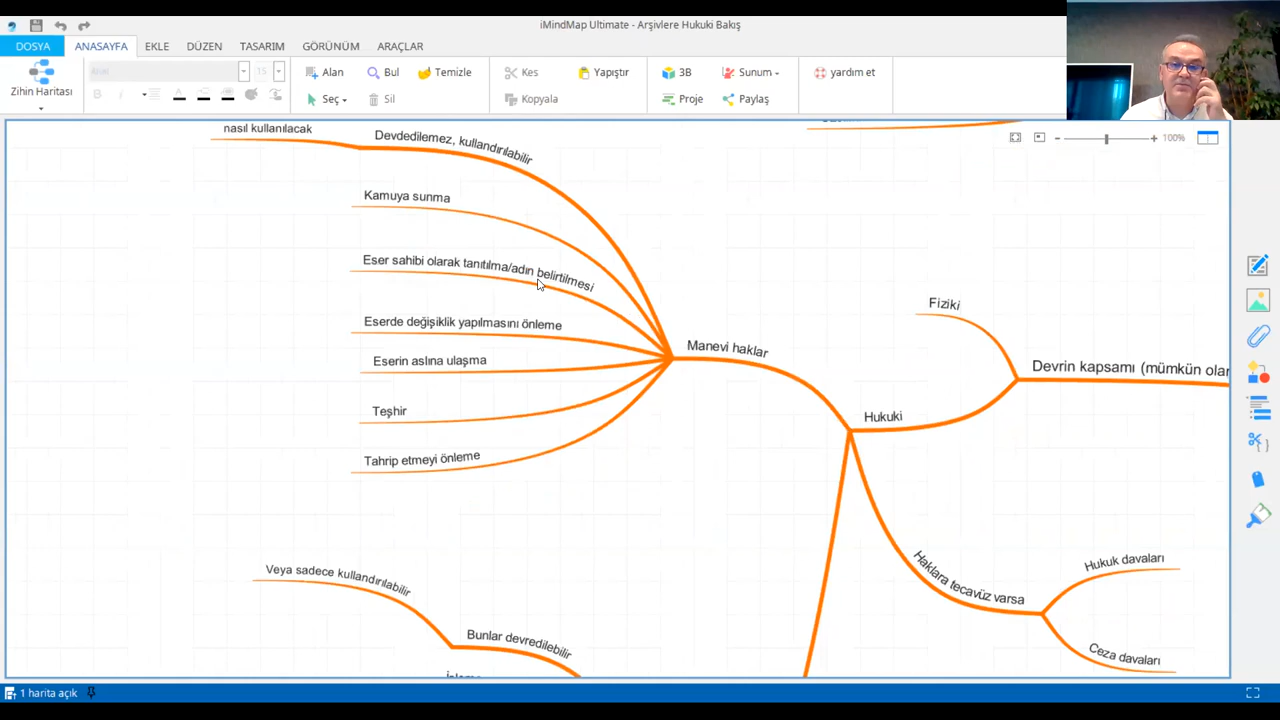 iMindMap Ultimate - Arşivlere Hukuki Bakış
DOSYA
ANASAYFA
EKLE
DÜZEN
TASARIM
GÖRÜNÜM
ARAÇLAR
Zihin Haritası
Arial
15
Alan
Seç
Bul
Sil
Temizle
Kes
Kopyala
Yapıştır
3B
Proje
Sunum
Paylaş
yardım et
100%
nasıl kullanılacak
Devdedilemez, kullandırılabilir
Kamuya sunma
Eser sahibi olarak tanıtılma/adın belirtilmesi
Eserde değişiklik yapılmasını önleme
Eserin aslına ulaşma
Teşhir
Tahrip etmeyi önleme
Manevi haklar
Fiziki
Devrin kapsamı (mümkün olar
Hukuki
Haklara tecavüz varsa
Hukuk davaları
Ceza davaları
Veya sadece kullandırılabilir
Bunlar devredilebilir
1 harita açık